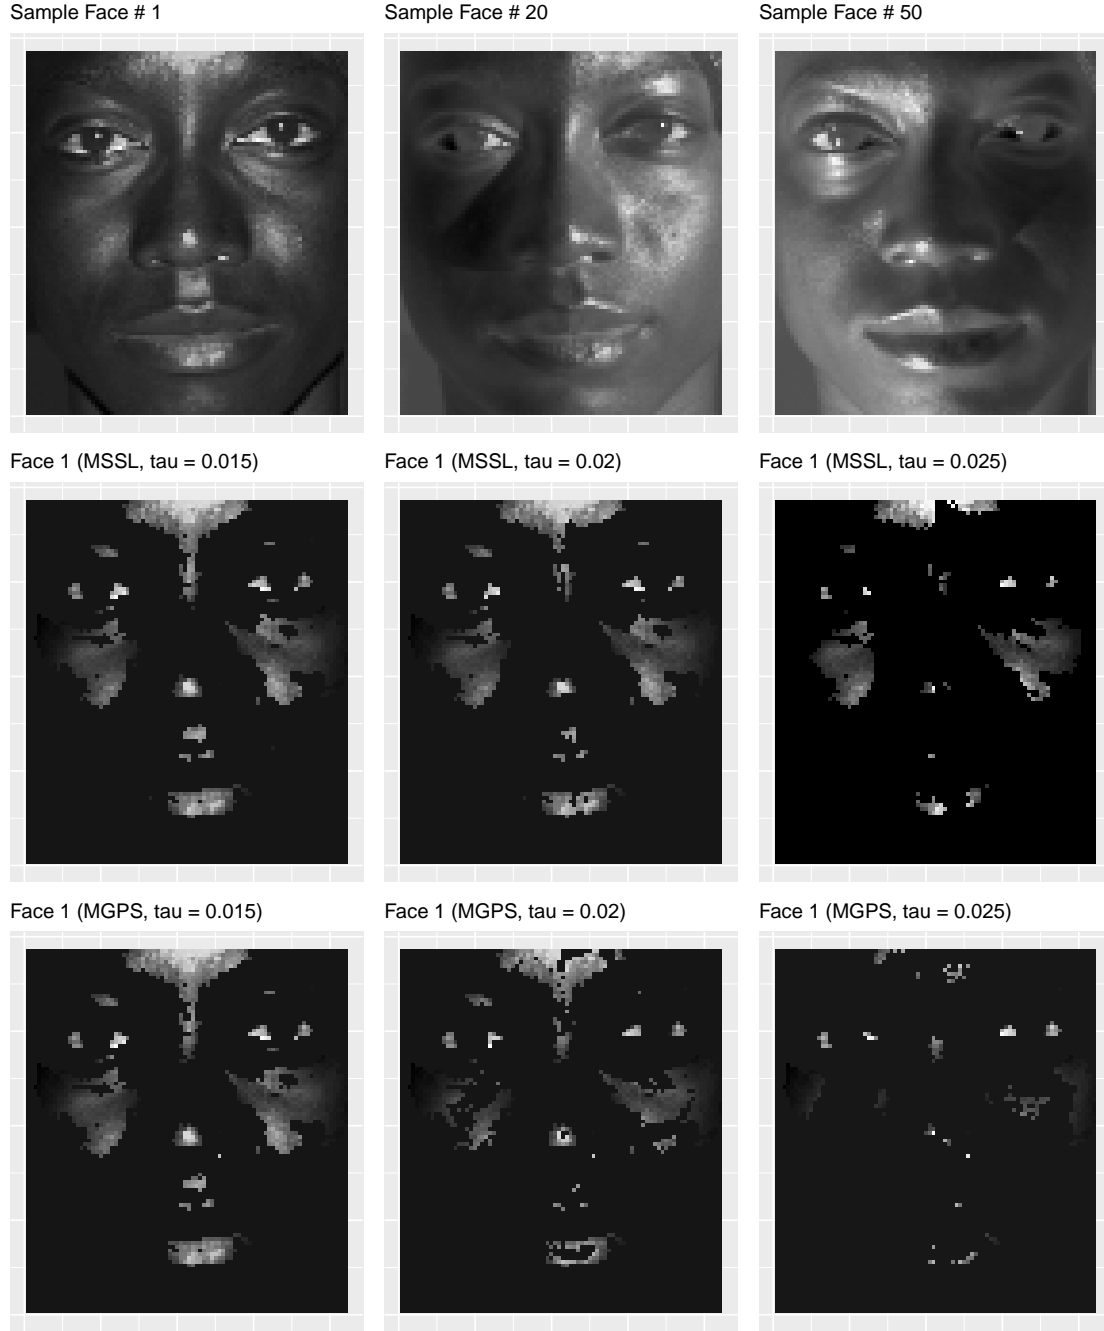 Sample Face # 1
Sample Face # 20
Sample Face # 50
Face 1 (MSSL, tau = 0.015)
Face 1 (MSSL, tau = 0.02)
Face 1 (MSSL, tau = 0.025)
Face 1 (MGPS, tau = 0.015)
Face 1 (MGPS, tau = 0.02)
Face 1 (MGPS, tau = 0.025)